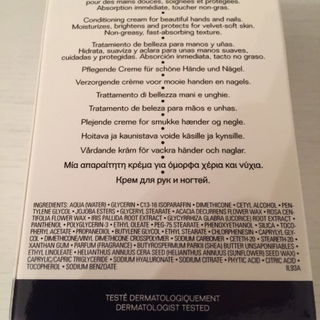 des mains douces, soignées et protégées.
Absorption immédiate, toucher non-gras.
Conditioning cream for beautiful hands and nails.
Moisturizes, brightens and protects for velvet-soft skin.
Non-greasy, fast-absorbing texture.
Tratamiento de belleza para manos y uñas.
Hidrata, suaviza y aclara para unas manos suaves,
cuidadas y protegidas. Absorción inmediata, tacto no graso.
Pflegende Creme für schöne Hände und Nägel.
Verzorgende crème voor mooie handen en nagels.
Trattamento di bellezza mani e unghie.
Tratamento de beleza para mãos e unhas.
Plejende creme for smukke hænder og negle.
Hoitava ja kaunistava voide käsille ja kynsille.
Vårdande kräm för vackra händer och naglar.
Μία απαραίτητη κρέμα για όμορφα χέρια και νύχια.
Крем для рук и ногтей.
INGREDIENTS: AQUA (WATER) • GLYCERIN • C13-16 ISOPARAFFIN • DIMETHICONE • CETYL ALCOHOL • PEN-
TYLENE GLYCOL • JOJOBA ESTERS • GLYCERYL STEARATE • ACACIA DECURRENS FLOWER WAX • ROSA CEN-
TIFOLIA FLOWER WAX • IRIS PALLIDA ROOT EXTRACT • GLYCYRRHIZA GLABRA (LICORICE) ROOT EXTRACT •
PANTHENOL • POLYGLYCERIN-3 • ETHYL OLEATE • PEG-75 STEARATE • PHENOXYETHANOL • SILICA • TOCO-
PHERYL ACETATE • PROPANEDIOL • BUTYLENE GLYCOL • ETHYL LINOLEATE • CHLORPHENESIN • CAPRYLYL GLY-
COL • DIMETHICONE/VINYL DIMETHICONE CROSSPOLYMER • SODIUM CARBOMER • CETETH-20 • STEARETH-20 •
XANTHAN GUM • PARFUM (FRAGRANCE) • BUTYROSPERMUM PARKII (SHEA) BUTTER UNSAPONIFIABLES •
ETHYL LINOLENATE • HELIANTHUS ANNUUS CERA (HELIANTHUS ANNUUS (SUNFLOWER) SEED WAX) •
CAPRYLIC/CAPRIC TRIGLYCERIDE • SODIUM HYALURONATE • SODIUM CITRATE • PHYTIC ACID • CITRIC ACID •
TOCOPHEROL • SODIUM BENZOATE IL93A
TESTÉ DERMATOLOGIQUEMENT
DERMATOLOGIST TESTED